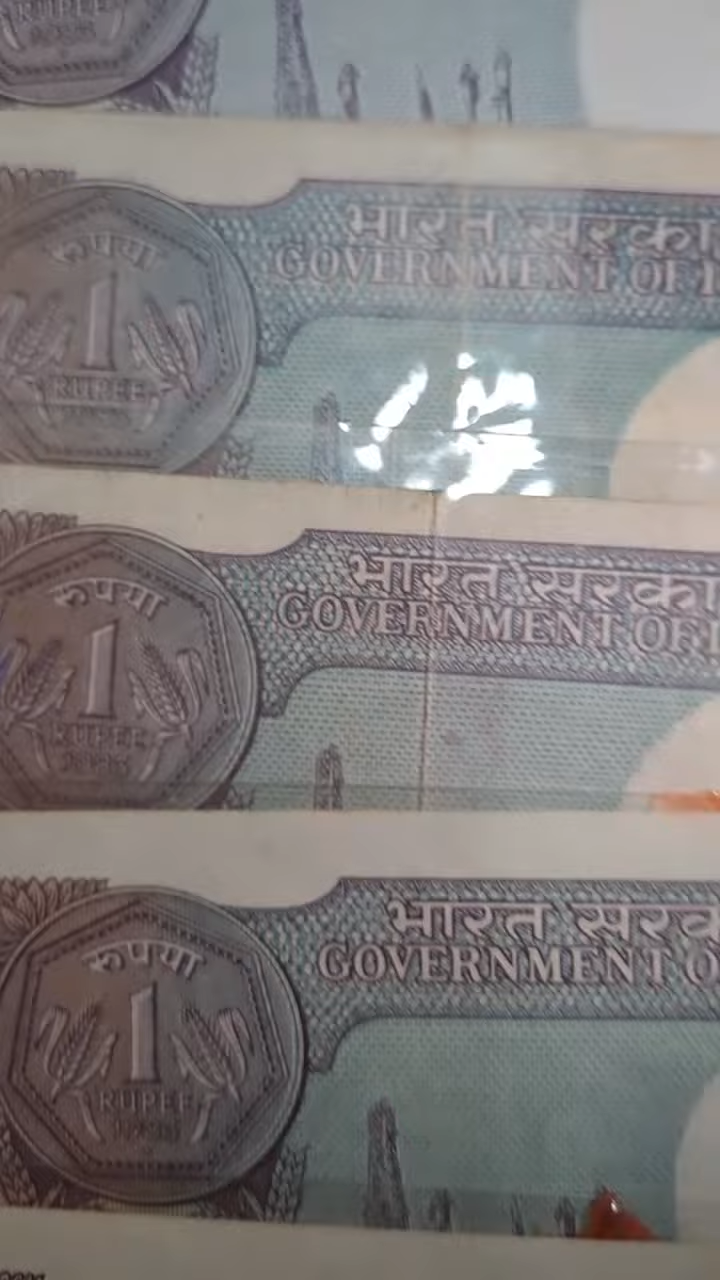 RUPEE
भारत सरका
GOVERNMENT OF I
रुपया
1
RUPEE
भारत सरका
GOVERNMENT OF I
रुपया
1
RUPEE
भारत सरक
GOVERNMENT O
रुपया
1
RUPEE